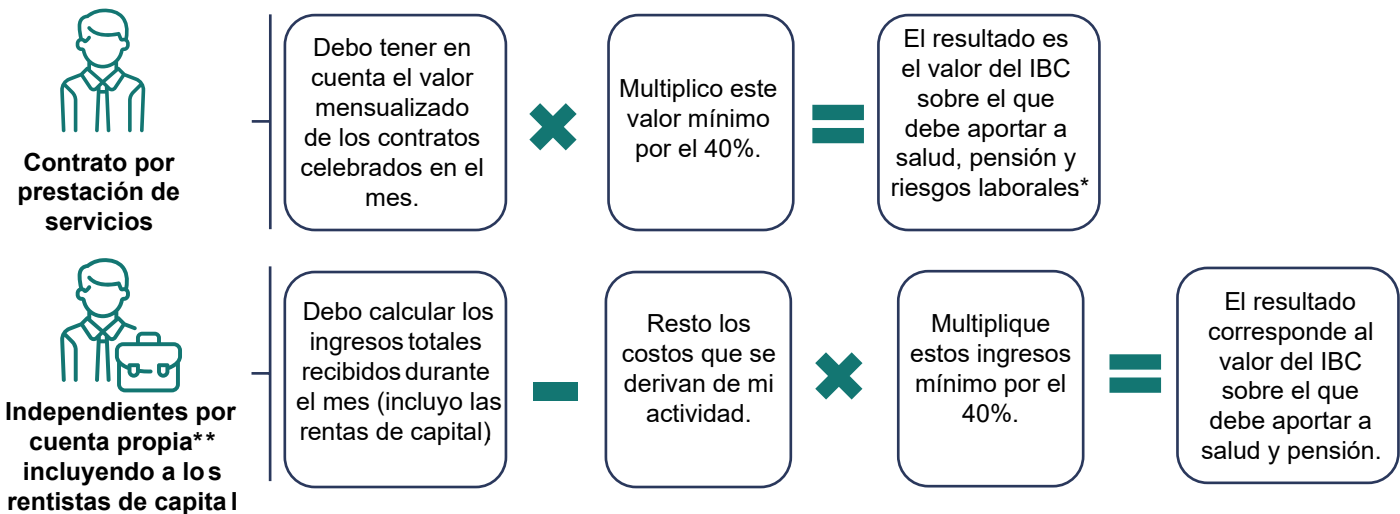 Contrato por
prestación de
servicios
Debo tener en
cuenta el valor
mensualizado
de los contratos
celebrados en el
mes.
Multiplico este
valor mínimo
por el 40%.
El resultado es
el valor del IBC
sobre el que
debe aportar a
salud, pensión y
riesgos laborales*
Independientes por
cuenta propia**
incluyendo a los
rentistas de capital
Debo calcular los
ingresos totales
recibidos durante
el mes (incluyo las
rentas de capital)
Resto los
costos que se
derivan de mi
actividad.
Multiplique
estos ingresos
mínimo por el
40%.
El resultado
corresponde al
valor del IBC
sobre el que
debe aportar a
salud y pensión.